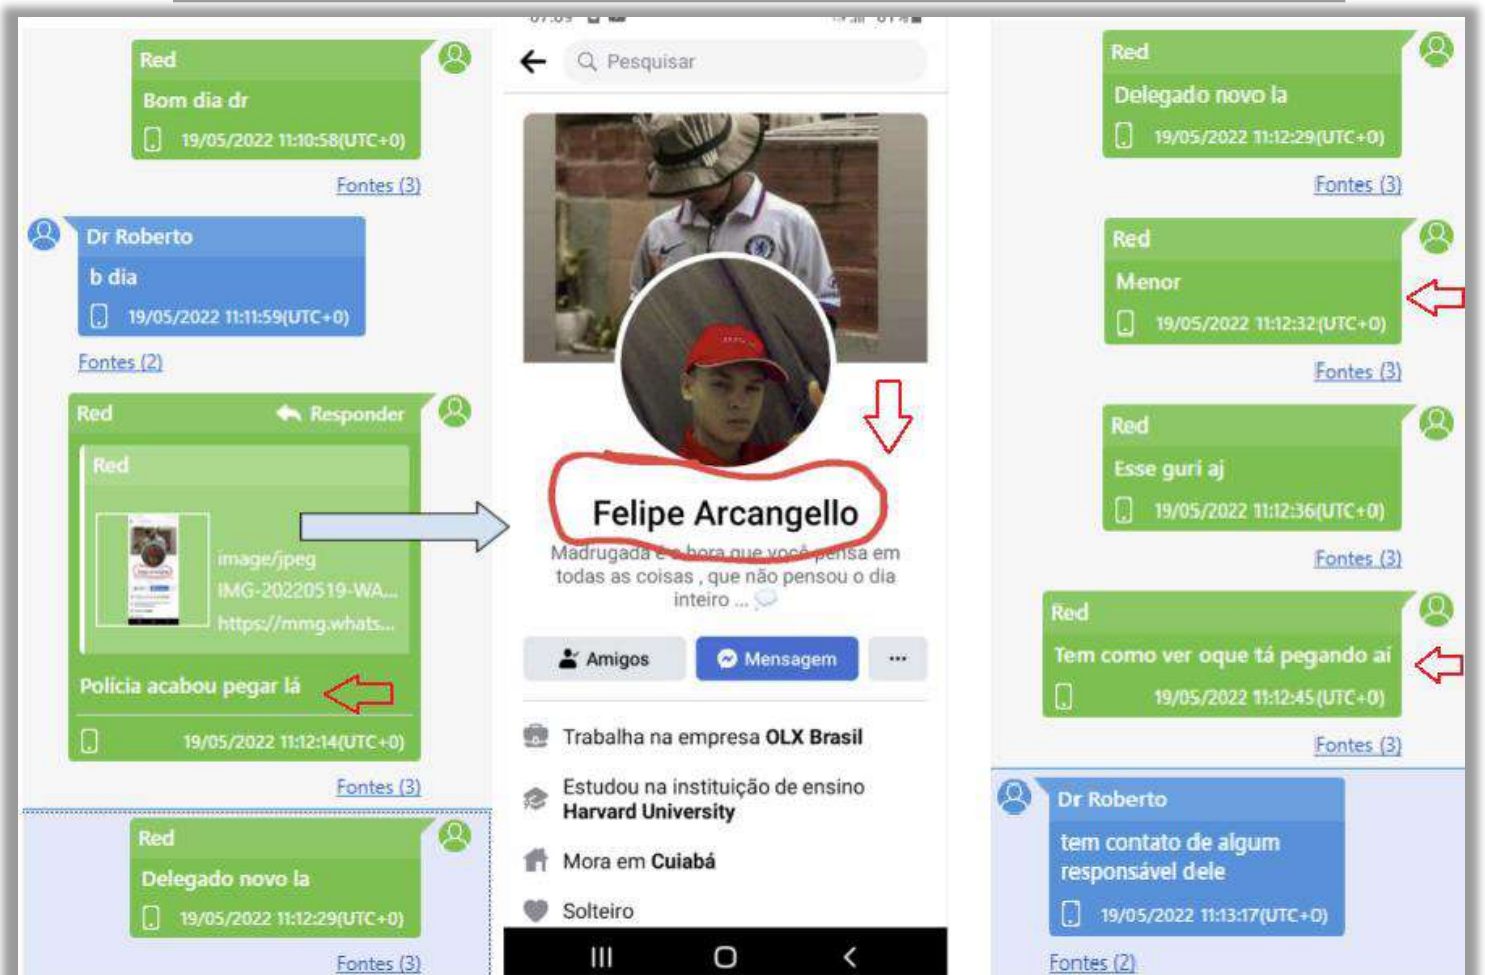 Red
Bom dia dr
19/05/2022 11:10:58(UTC+0)
Fontes (3)
Dr Roberto
b dia
19/05/2022 11:11:59(UTC+0)
Fontes (2)
Red
Responder
Red
image/jpeg
IMG-20220519-WA...
https://mmg.whats...
Polícia acabou pegar lá
19/05/2022 11:12:14(UTC+0)
Fontes (3)
Red
Delegado novo la
19/05/2022 11:12:29(UTC+0)
Fontes (3)
Pesquisar
Felipe Arcangello
Madrugada é a hora que você pensa em
todas as coisas , que não pensou o dia
inteiro ...
Amigos
Mensagem
Trabalha na empresa OLX Brasil
Estudou na instituição de ensino
Harvard University
Mora em Cuiabá
Solteiro
Red
Delegado novo la
19/05/2022 11:12:29(UTC+0)
Fontes (3)
Red
Menor
19/05/2022 11:12:32(UTC+0)
Fontes (3)
Red
Esse guri aj
19/05/2022 11:12:36(UTC+0)
Fontes (3)
Red
Tem como ver oque tá pegando aí
19/05/2022 11:12:45(UTC+0)
Fontes (3)
Dr Roberto
tem contato de algum
responsável dele
19/05/2022 11:13:17(UTC+0)
Fontes (2)